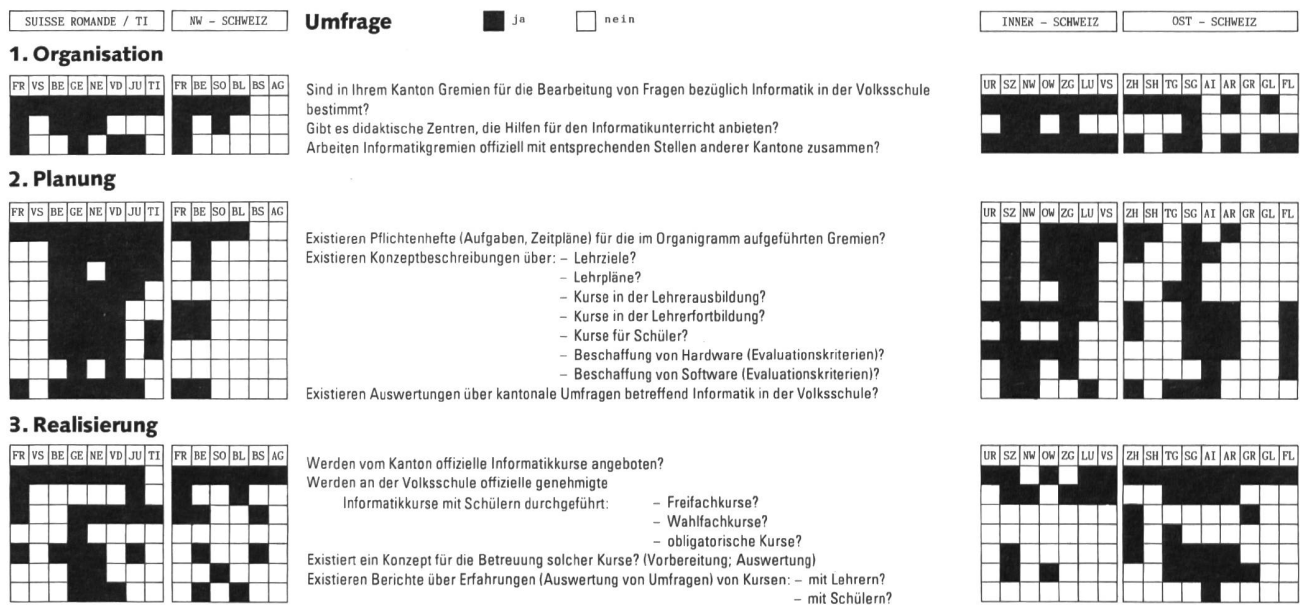 SUISSE ROMANDE / TI NW - SCHWEIZ Umfrage ja nein INNER - SCHWEIZ OST - SCHWEIZ
1. Organisation
FR VS BE GE NE VD JU TI FR BE SO BL BS AG UR SZ NW OW ZG LU VS ZH SH TG SG AI AR GR GL FL
Sind in Ihrem Kanton Gremien für die Bearbeitung von Fragen bezüglich Informatik in der Volksschule
bestimmt?
Gibt es didaktische Zentren, die Hilfen für den Informatikunterricht anbieten?
Arbeiten Informatikgremien offiziell mit entsprechenden Stellen anderer Kantone zusammen?
2. Planung
FR VS BE GE NE VD JU TI FR BE SO BL BS AG UR SZ NW OW ZG LU VS ZH SH TG SG AI AR GR GL FL
Existieren Pflichtenhefte (Aufgaben, Zeitpläne) für die im Organigramm aufgeführten Gremien?
Existieren Konzeptbeschreibungen über: – Lehrziele?
– Lehrpläne?
– Kurse in der Lehrerausbildung?
– Kurse in der Lehrerfortbildung?
– Kurse für Schüler?
– Beschaffung von Hardware (Evaluationskriterien)?
– Beschaffung von Software (Evaluationskriterien)?
Existieren Auswertungen über kantonale Umfragen betreffend Informatik in der Volksschule?
3. Realisierung
FR VS BE GE NE VD JU TI FR BE SO BL BS AG UR SZ NW OW ZG LU VS ZH SH TG SG AI AR GR GL FL
Werden vom Kanton offizielle Informatikkurse angeboten?
Werden an der Volksschule offizielle genehmigte
Informatikkurse mit Schülern durchgeführt: – Freifachkurse?
– Wahlfachkurse?
– obligatorische Kurse?
Existiert ein Konzept für die Betreuung solcher Kurse? (Vorbereitung; Auswertung)
Existieren Berichte über Erfahrungen (Auswertung von Umfragen) von Kursen: – mit Lehrern?
– mit Schülern?